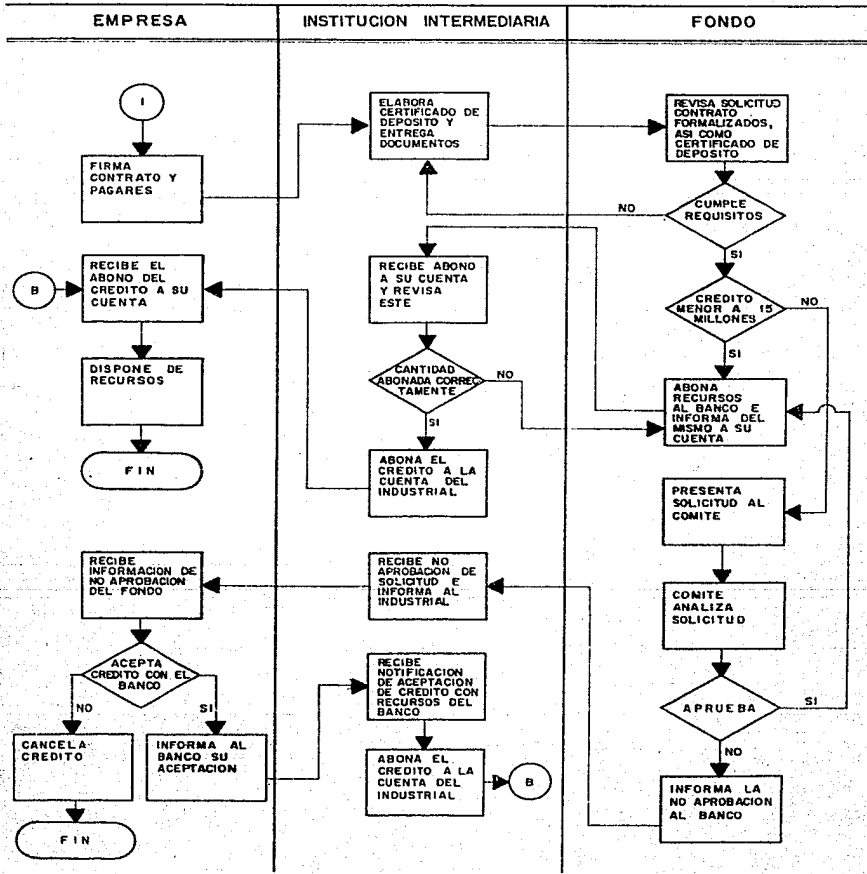 EMPRESA
INSTITUCION INTERMEDIARIA
FONDO
I
FIRMA
CONTRATO Y
PAGARES
ELABORA
CERTIFICADO DE
DEPOSITO Y
ENTREGA
DOCUMENTOS
REVISA SOLICITUD
CONTRATO
FORMALIZADOS,
ASI COMO
CERTIFICADO DE
DEPOSITO
CUMPLE
REQUISITOS
NO
SI
B
RECIBE EL
ABONO DEL
CREDITO A SU
CUENTA
RECIBE ABONO
A SU CUENTA
Y REVISA
ESTE
CREDITO
MENOR A 15
MILLONES
NO
SI
DISPONE DE
RECURSOS
CANTIDAD
ABONADA CORREC
TAMENTE
NO
SI
ABONA
RECURSOS
AL BANCO E
INFORMA DEL
MISMO A SU
CUENTA
FIN
ABONA EL
CREDITO A LA
CUENTA DEL
INDUSTRIAL
PRESENTA
SOLICITUD AL
COMITE
RECIBE
INFORMACION DE
NO APROBACION
DEL FONDO
RECIBE NO
APROBACION DE
SOLICITUD E
INFORMA AL
INDUSTRIAL
COMITE
ANALIZA
SOLICITUD
ACEPTA
CREDITO CON EL
BANCO
NO
SI
RECIBE
NOTIFICACION
DE ACEPTACION
DE CREDITO CON
RECURSOS DEL
BANCO
APRUEBA
SI
NO
CANCELA
CREDITO
INFORMA AL
BANCO SU
ACEPTACION
ABONA EL
CREDITO A LA
CUENTA DEL
INDUSTRIAL
B
INFORMA LA
NO APROBACION
AL BANCO
FIN